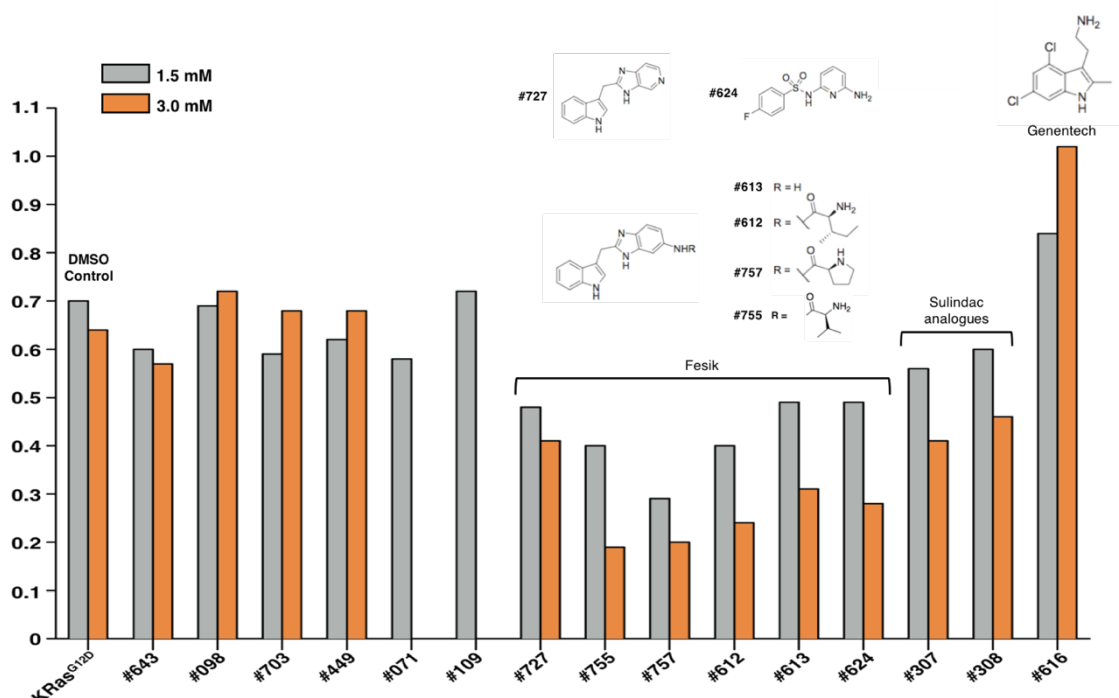 1.5 mM
3.0 mM
1.1
1.0
0.9
0.8
0.7
0.6
0.5
0.4
0.3
0.2
0.1
0
DMSO
Control
#727
N
N
N
H
N
H
#624
O O
S
N
H
N
NH₂
F
NH₂
Cl
Cl
N
H
Genentech
N
N
H
NHR
N
H
#613 R = H
#612 R =
O
NH₂
#757 R =
O
H
N
#755 R =
O
NH₂
Fesik
Sulindac
analogues
KRasᴳ¹²ᴰ
#643
#098
#703
#449
#071
#109
#727
#755
#757
#612
#613
#624
#307
#308
#616